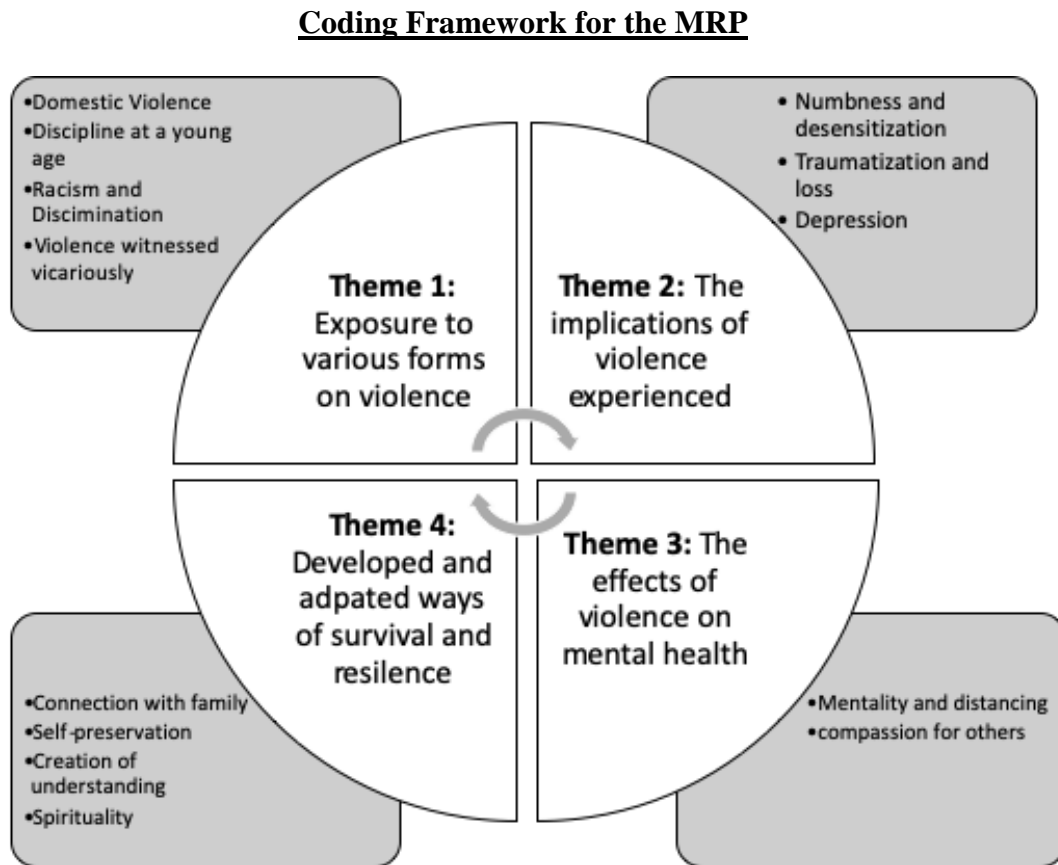 Coding Framework for the MRP
•Domestic Violence
•Discipline at a young
age
•Racism and
Discimination
•Violence witnessed
vicariously
• Numbness and
desensitization
• Traumatization and
loss
• Depression
Theme 1:
Exposure to
various forms
on violence
Theme 2: The
implications of
violence
experienced
Theme 4:
Developed and
adpated ways
of survival and
resilence
Theme 3: The
effects of
violence on
mental health
•Connection with family
•Self-preservation
•Creation of
understanding
•Spirituality
•Mentality and distancing
•compassion for others